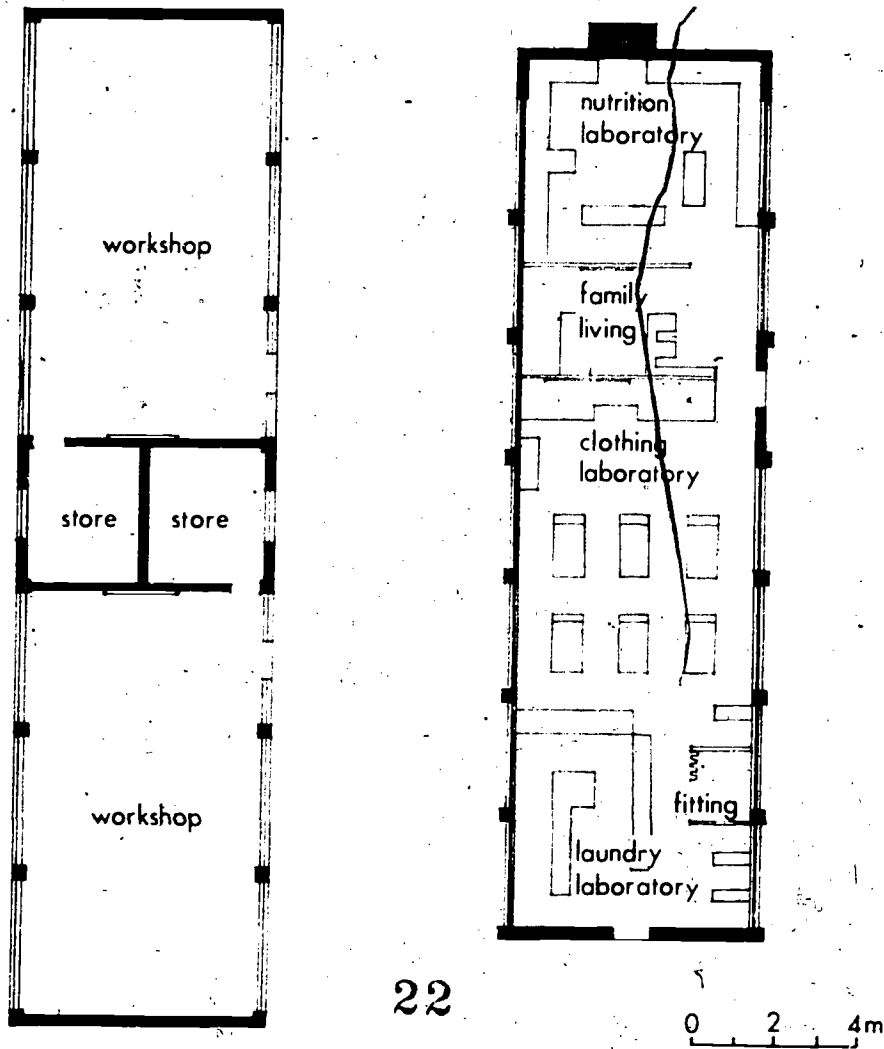 workshop
store
store
workshop
nutrition
laboratory
family
living
clothing
laboratory
fitting
laundry
laboratory
22
0 2 4m